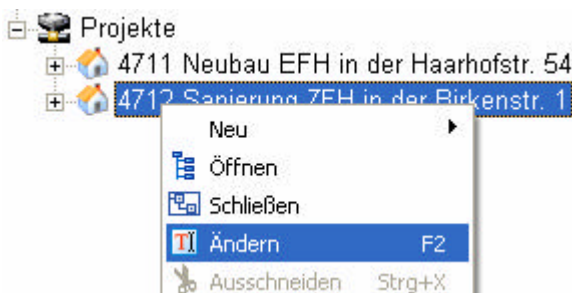 Projekte
4711 Neubau EFH in der Haarhofstr. 54
4712 Sanierung ZFH in der Birkenstr. 1
Neu
Öffnen
Schließen
Ändern F2
Ausschneiden Strg+X